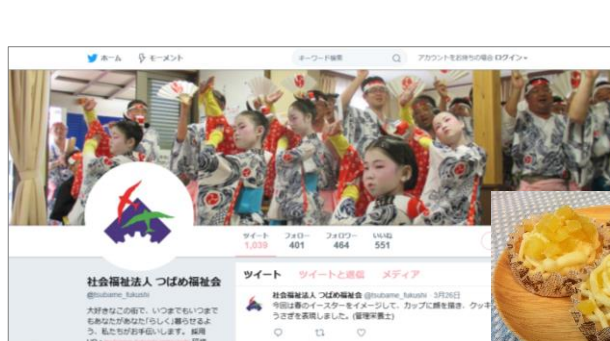 ホーム モーメント キーワード検索 アカウントをお持ちの場合 ログイン
ツイート フォロー フォロワー いいね
1,039 401 464 551
ツイート ツイートと返信 メディア
社会福祉法人 つばめ福祉会
@tsubame_fukushi
大好きなこの街で、いつまでもいつまで
もあなたがあなた「らしく」暮らせるよ
う、私たちがお手伝いします。 採用
社会福祉法人 つばめ福祉会 @tsubame_fukushi · 3月26日
今回は春のイースターをイメージして、カップに顔を描き、クッキ
うさぎを表現しました。(管理栄養士)